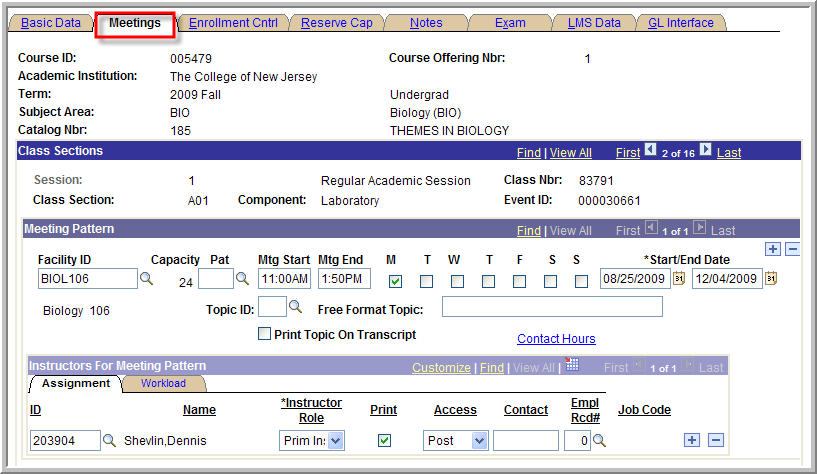 Basic Data Meetings Enrollment Cntrl Reserve Cap Notes Exam LMS Data GL Interface
Course ID: 005479 Course Offering Nbr: 1
Academic Institution: The College of New Jersey
Term: 2009 Fall Undergrad
Subject Area: BIO Biology (BIO)
Catalog Nbr: 185 THEMES IN BIOLOGY
Class Sections Find | View All First 2 of 16 Last
Session: 1 Regular Academic Session Class Nbr: 83791
Class Section: A01 Component: Laboratory Event ID: 000030661
Meeting Pattern Find | View All First 1 of 1 Last
Facility ID Capacity Pat Mtg Start Mtg End M T W T F S S *Start/End Date
BIOL106 24 11:00AM 1:50PM 08/25/2009 31 12/04/2009 31
Biology 106 Topic ID: Free Format Topic:
Print Topic On Transcript Contact Hours
Instructors For Meeting Pattern Customize | Find | View All | First 1 of 1 Last
Assignment Workload
ID Name *Instructor Role Print Access Contact Empl Rcd# Job Code
203904 Shevlin,Dennis Prim In: Post 0